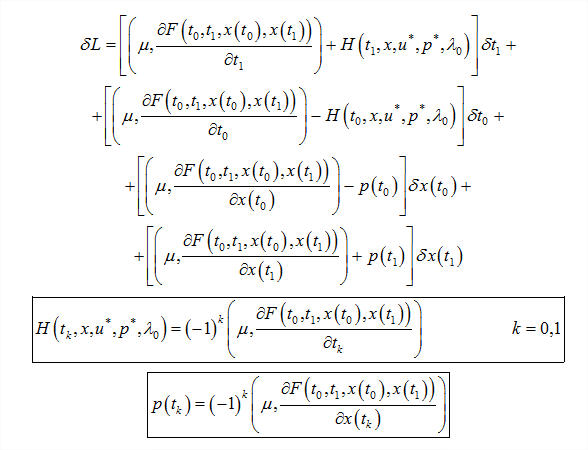 δL = [(μ, ∂F(t₀,t₁,x(t₀),x(t₁))/∂t₁) + H(t₁,x,u*,p*,λ₀)]δt₁ +
+[(μ, ∂F(t₀,t₁,x(t₀),x(t₁))/∂t₀) − H(t₀,x,u*,p*,λ₀)]δt₀ +
+[(μ, ∂F(t₀,t₁,x(t₀),x(t₁))/∂x(t₀)) − p(t₀)]δx(t₀) +
+[(μ, ∂F(t₀,t₁,x(t₀),x(t₁))/∂x(t₁)) + p(t₁)]δx(t₁)
H(tₖ,x,u*,p*,λ₀) = (−1)ᵏ(μ, ∂F(t₀,t₁,x(t₀),x(t₁))/∂tₖ) k = 0,1
p(tₖ) = (−1)ᵏ(μ, ∂F(t₀,t₁,x(t₀),x(t₁))/∂x(tₖ))